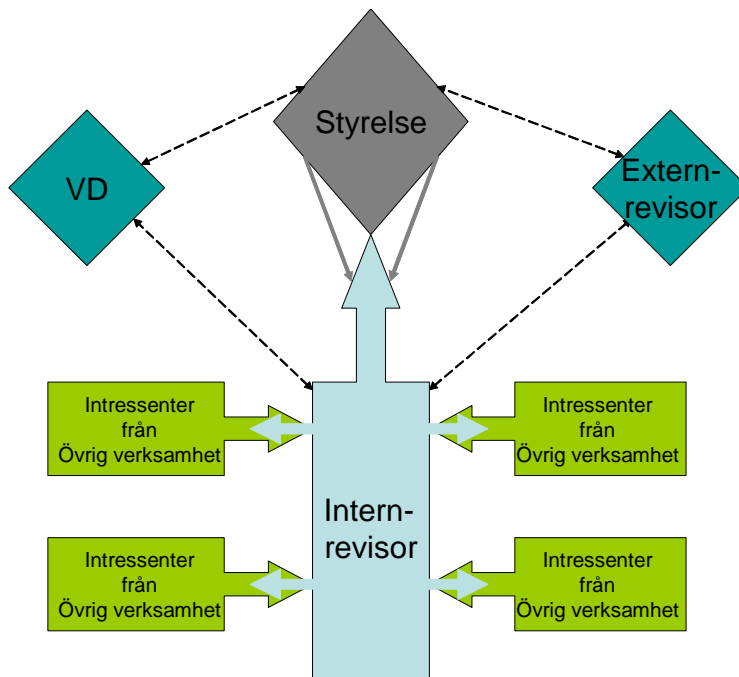 Styrelse
VD
Extern-
revisor
Intressenter
från
Övrig verksamhet
Intressenter
från
Övrig verksamhet
Intern-
revisor
Intressenter
från
Övrig verksamhet
Intressenter
från
Övrig verksamhet